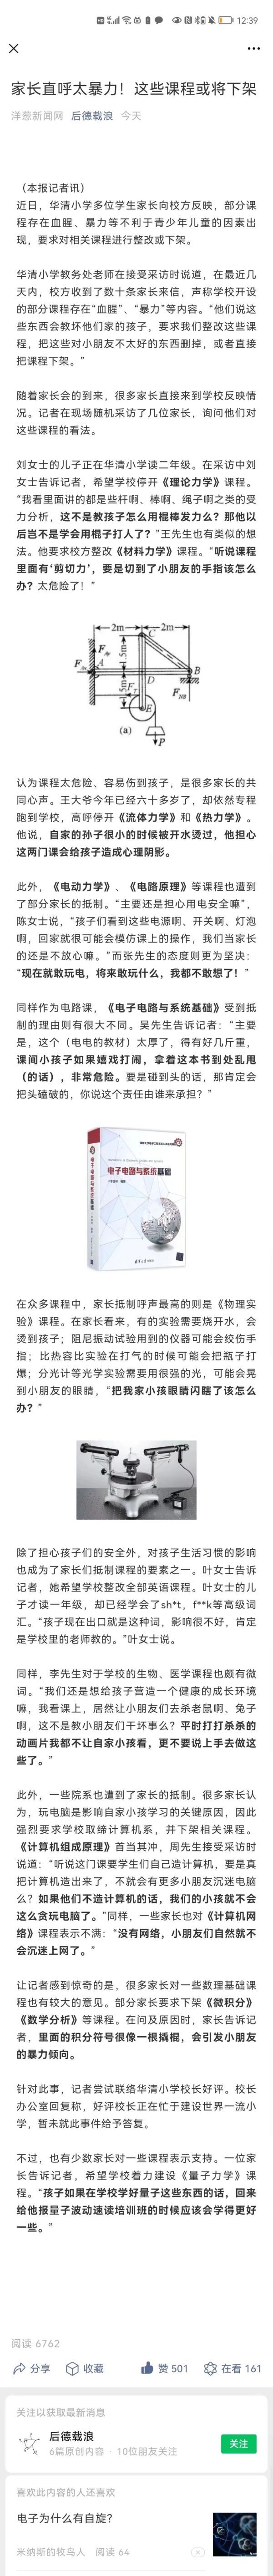 12:39
家长直呼太暴力！这些课程或将下架
洋葱新闻网 后德载浪 今天
（本报记者讯）
近日，华清小学多位学生家长向校方反映，部分课
程存在血腥、暴力等不利于青少年儿童的因素出
现，要求对相关课程进行整改或下架。
华清小学教务处老师在接受采访时说道，在最近几
天内，校方收到了数十条家长来信，声称学校开设
的部分课程存在“血腥”、“暴力”等内容。“他们说这
些东西会教坏他们家的孩子，要求我们整改这些课
程，把这些对小朋友不太好的东西删掉，或者直接
把课程下架。”
随着家长会的到来，很多家长直接来到学校反映情
况。记者在现场随机采访了几位家长，询问他们对
这些课程的看法。
刘女士的儿子正在华清小学读二年级。在采访中刘
女士告诉记者，希望学校停开《理论力学》课程。
“我看里面讲的都是些杆啊、棒啊、绳子啊之类的受
力分析，这不是教孩子怎么用棍棒发力么？那他以
后岂不是学会用棍子打人了？”王先生也有类似的想
法。他要求校方整改《材料力学》课程。“听说课程
里面有‘剪切力’，要是切到了小朋友的手指该怎么
办？太危险了！”
2m
2m
C
A
B
D
E
P
(a)
认为课程太危险、容易伤到孩子，是很多家长的共
同心声。王大爷今年已经六十多岁了，却依然专程
跑到学校，高呼停开《流体力学》和《热力学》。
他说，自家的孙子很小的时候被开水烫过，他担心
这两门课会给孩子造成心理阴影。
此外，《电动力学》、《电路原理》等课程也遭到
了部分家长的抵制。“主要还是担心用电安全嘛”，
陈女士说，“孩子们看到这些电源啊、开关啊、灯泡
啊，回家就很可能会模仿课上的操作，我们当家长
的还是不放心嘛。”而张先生的态度则更为坚决：
“现在就敢玩电，将来敢玩什么，我都不敢想了！”
同样作为电路课，《电子电路与系统基础》受到抵
制的理由则有很大不同。吴先生告诉记者：“主要
是，这个（电电的教材）太厚了，得有好几斤重，
课间小孩子如果嬉戏打闹，拿着这本书到处乱甩
（的话），非常危险。要是碰到头的话，那肯定会
把头磕破的，你说这个责任由谁来承担？”
电子电路与系统基础
在众多课程中，家长抵制呼声最高的则是《物理实
验》课程。在家长看来，有的实验需要烧开水，会
烫到孩子；阻尼振动试验用到的仪器可能会绞伤手
指；比热容比实验在打气的时候可能会把瓶子打
爆；分光计等光学实验需要用很强的光，可能会晃
到小朋友的眼睛，“把我家小孩眼睛闪瞎了该怎么
办？”
除了担心孩子们的安全外，对孩子生活习惯的影响
也成为了家长们抵制课程的要素之一。叶女士告诉
记者，她希望学校整改全部英语课程。叶女士的儿
子才读一年级，却已经学会了sh*t，f**k等高级词
汇。“孩子现在出口就是这种词，影响很不好，肯定
是学校里的老师教的。”叶女士说。
同样，李先生对于学校的生物、医学课程也颇有微
词。“我们还是想给孩子营造一个健康的成长环境
嘛，我看课上，居然让小朋友们去杀老鼠啊、兔子
啊，这不是教小朋友们干坏事么？平时打打杀杀的
动画片我都不让自家小孩看，更不要说上手去做这
些了。”
此外，一些院系也遭到了家长的抵制。很多家长认
为，玩电脑是影响自家小孩学习的关键原因，因此
强烈要求学校取缔计算机系，并下架相关课程。
《计算机组成原理》首当其冲，周先生接受采访时
说道：“听说这门课要学生们自己造计算机，要是真
把计算机造出来了，不就会有更多小朋友沉迷电脑
么？如果他们不造计算机的话，我们的小孩就不会
这么贪玩电脑了。”同样，一些家长也对《计算机网
络》课程表示不满：“没有网络，小朋友们自然就不
会沉迷上网了。”
让记者感到惊奇的是，很多家长对一些数理基础课
程也有较大的意见。部分家长要求下架《微积分》
《数学分析》等课程。在问及原因时，家长告诉记
者，里面的积分符号很像一根撬棍，会引发小朋友
的暴力倾向。
针对此事，记者尝试联络华清小学校长好评。校长
办公室回复称，好评校长正在忙于建设世界一流小
学，暂未就此事件给予答复。
不过，也有少数家长对一些课程表示支持。一位家
长告诉记者，希望学校着力建设《量子力学》课
程。“孩子如果在学校学好量子这些东西的话，回来
给他报量子波动速读培训班的时候应该会学得更好
一些。”
阅读 6762
分享 收藏 赞 501 在看 161
关注以获取最新消息
后德载浪
6篇原创内容 · 10位朋友关注
关注
喜欢此内容的人还喜欢
电子为什么有自旋？
米纳斯的牧鸟人 阅读 64